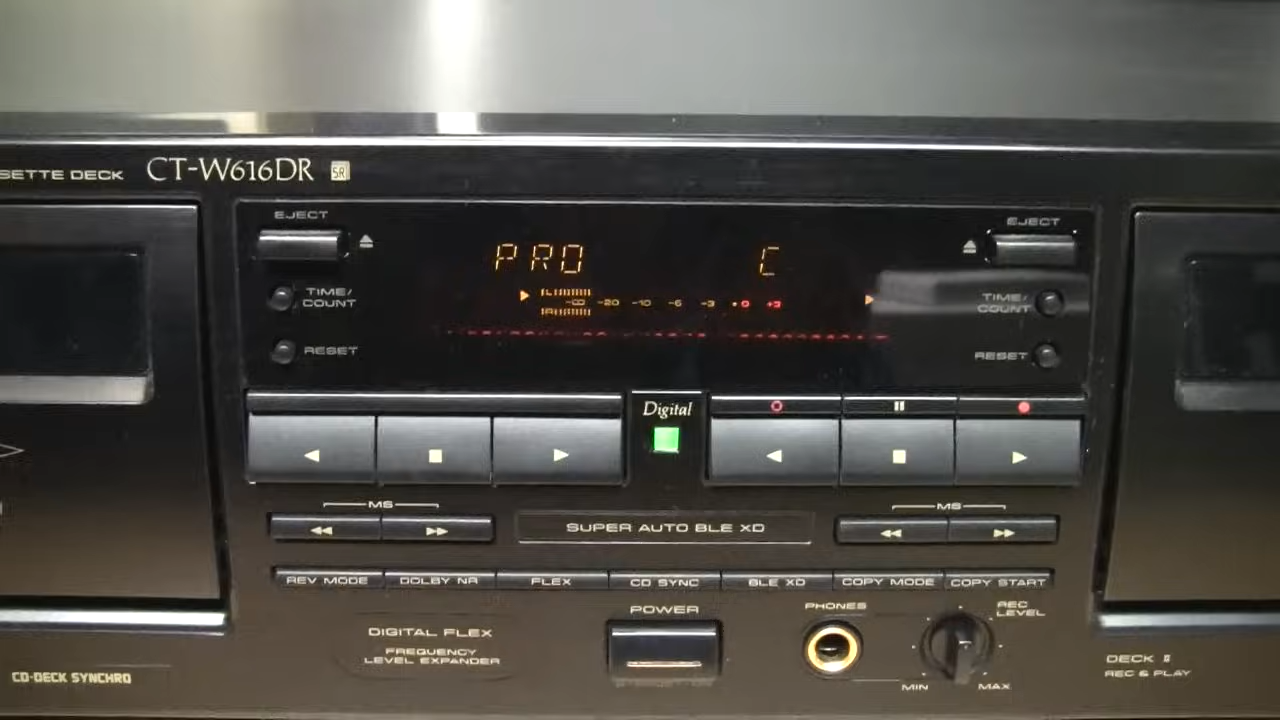 SETTE DECK CT-W616DR SR
EJECT
EJECT
PRO C
TIME/
COUNT
-∞ -20 -10 -6 -3 •0 +3
TIME/
COUNT
RESET
RESET
Digital
MS
MS
SUPER AUTO BLE XD
REV MODE DOLBY NR FLEX CD SYNC BLE XD COPY MODE COPY START
POWER
PHONES
REC
LEVEL
DIGITAL FLEX
FREQUENCY
LEVEL EXPANDER
MIN MAX
CD-DECK SYNCHRO
DECK II
REC & PLAY